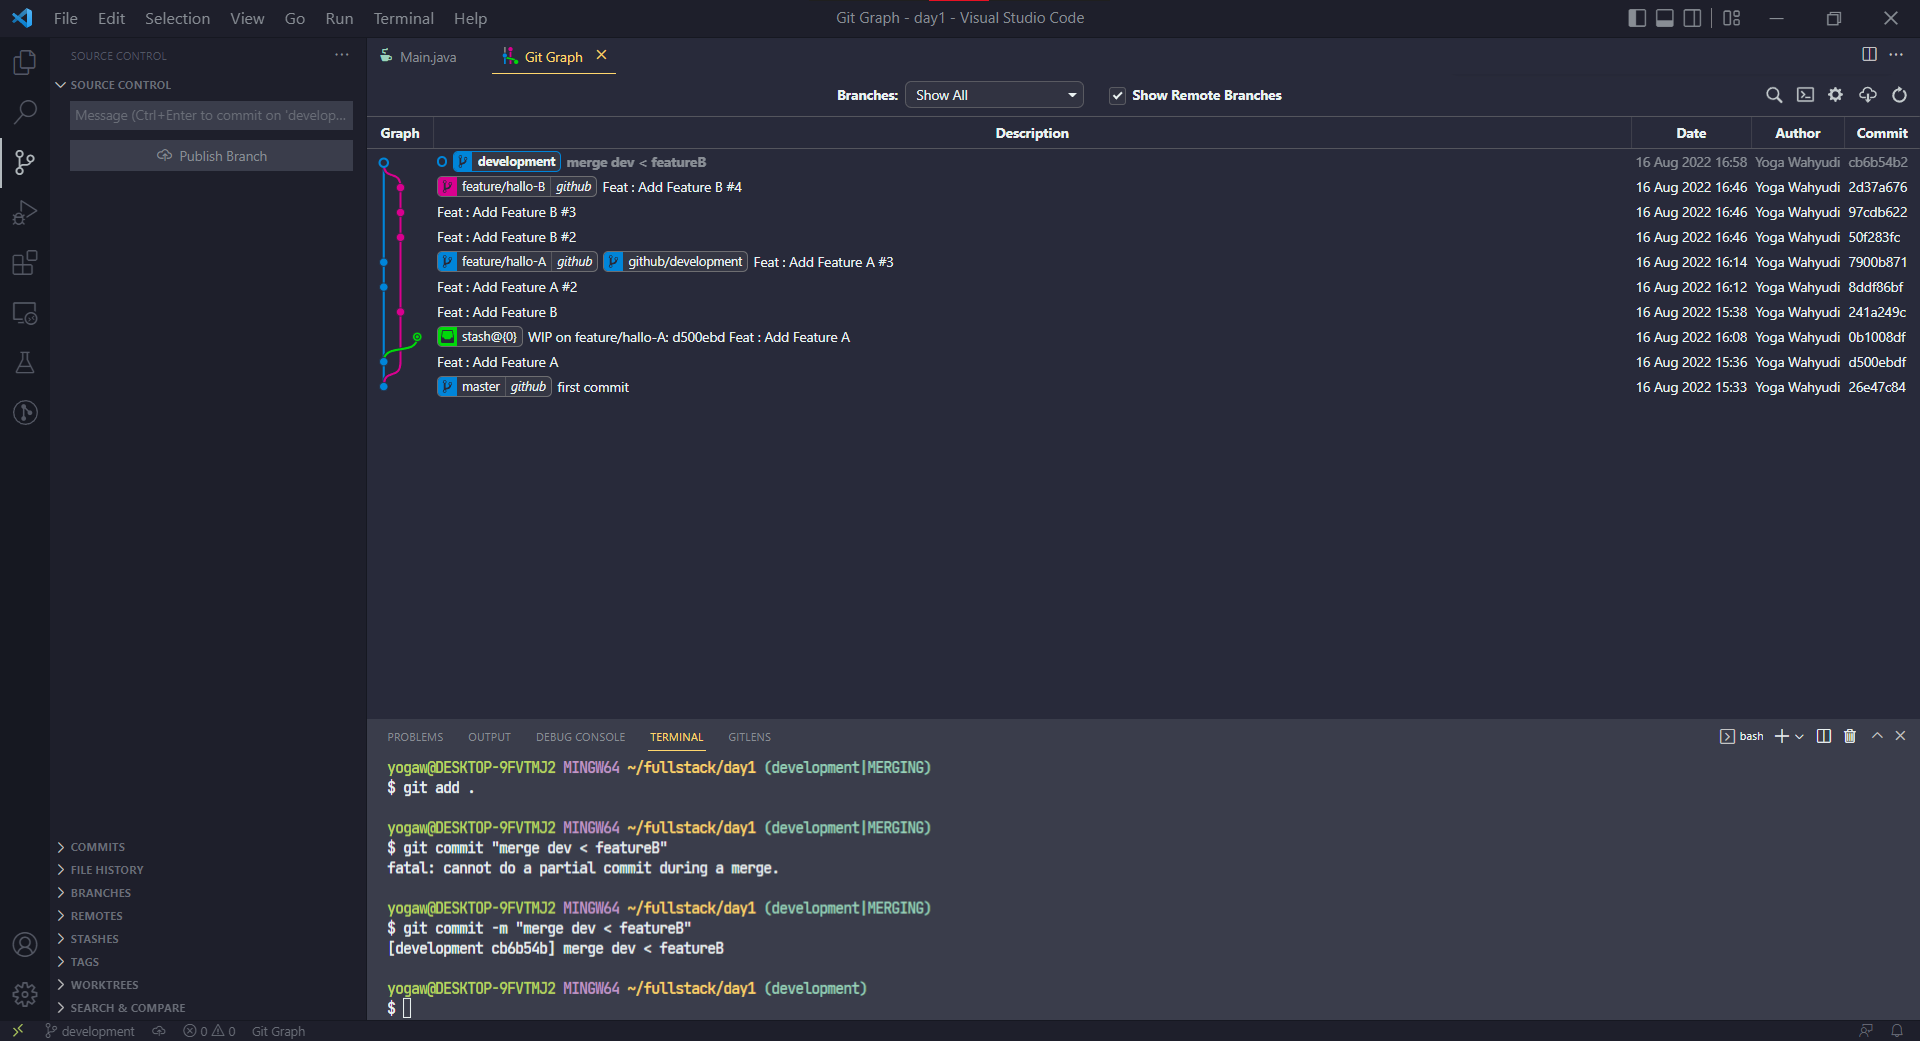 File Edit Selection View Go Run Terminal Help
Git Graph - day1 - Visual Studio Code
SOURCE CONTROL
SOURCE CONTROL
Message (Ctrl+Enter to commit on 'develop...
Publish Branch
Main.java
Git Graph
Branches: Show All
Show Remote Branches
Graph Description Date Author Commit
development merge dev < featureB 16 Aug 2022 16:58 Yoga Wahyudi cb6b54b2
feature/hallo-B github Feat : Add Feature B #4 16 Aug 2022 16:46 Yoga Wahyudi 2d37a676
Feat : Add Feature B #3 16 Aug 2022 16:46 Yoga Wahyudi 97cdb622
Feat : Add Feature B #2 16 Aug 2022 16:46 Yoga Wahyudi 50f283fc
feature/hallo-A github github/development Feat : Add Feature A #3 16 Aug 2022 16:14 Yoga Wahyudi 7900b871
Feat : Add Feature A #2 16 Aug 2022 16:12 Yoga Wahyudi 8ddf86bf
Feat : Add Feature B 16 Aug 2022 15:38 Yoga Wahyudi 241a249c
stash@{0} WIP on feature/hallo-A: d500ebd Feat : Add Feature A 16 Aug 2022 16:08 Yoga Wahyudi 0b1008df
Feat : Add Feature A 16 Aug 2022 15:36 Yoga Wahyudi d500ebdf
master github first commit 16 Aug 2022 15:33 Yoga Wahyudi 26e47c84
PROBLEMS OUTPUT DEBUG CONSOLE TERMINAL GITLENS
bash
yogaw@DESKTOP-9FVTMJ2 MINGW64 ~/fullstack/day1 (development|MERGING)
$ git add .
yogaw@DESKTOP-9FVTMJ2 MINGW64 ~/fullstack/day1 (development|MERGING)
$ git commit "merge dev < featureB"
fatal: cannot do a partial commit during a merge.
yogaw@DESKTOP-9FVTMJ2 MINGW64 ~/fullstack/day1 (development|MERGING)
$ git commit -m "merge dev < featureB"
[development cb6b54b] merge dev < featureB
yogaw@DESKTOP-9FVTMJ2 MINGW64 ~/fullstack/day1 (development)
$
COMMITS
FILE HISTORY
BRANCHES
REMOTES
STASHES
TAGS
WORKTREES
SEARCH & COMPARE
development 0 0 Git Graph